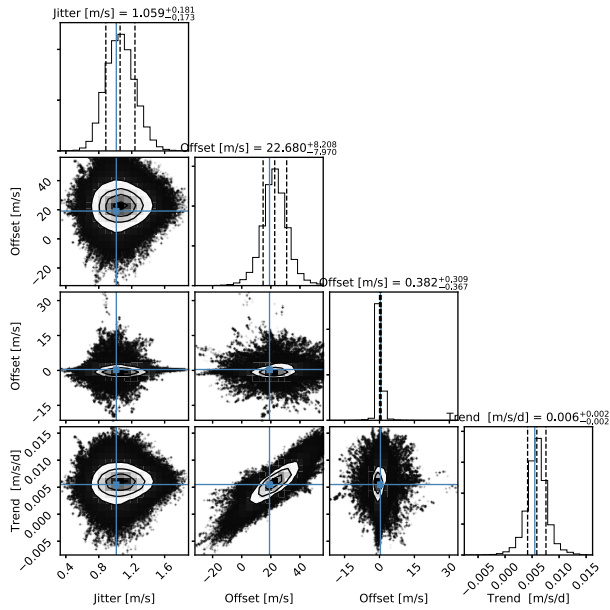 Jitter [m/s] = 1.059+0.181−0.173
Offset [m/s] = 22.680+8.208−7.970
50
40
20
0
−20
Offset [m/s]
Offset [m/s] = 0.382+0.309−0.367
30
15
0
−15
Offset [m/s]
Trend [m/s/d] = 0.006+0.002−0.002
0.015
0.010
0.005
0.000
−0.005
Trend [m/s/d]
0.4
0.8
1.2
1.6
Jitter [m/s]
−20
0
20
40
Offset [m/s]
−15
0
15
30
Offset [m/s]
−0.005
0.000
0.005
0.010
0.015
Trend [m/s/d]